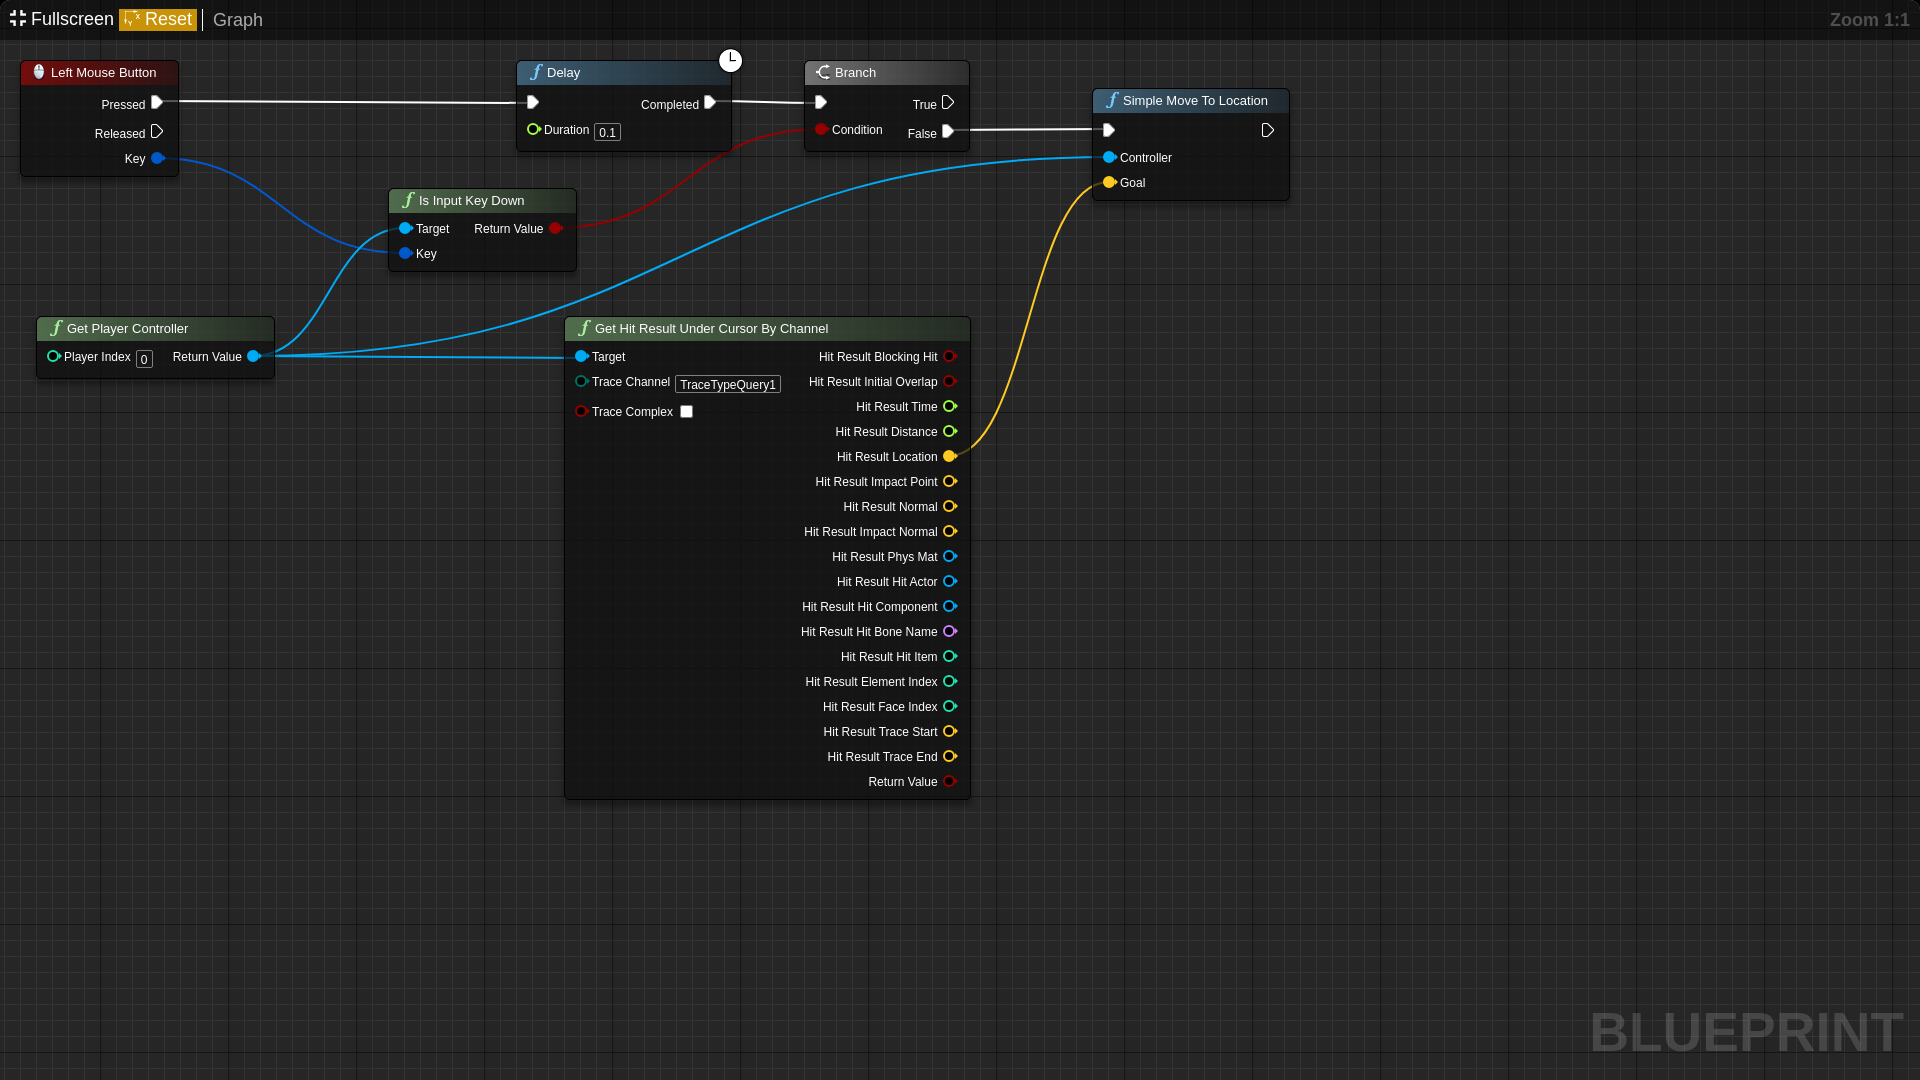 Fullscreen Reset Graph
Zoom 1:1
Left Mouse Button
Pressed
Released
Key
Delay
Completed
Duration 0.1
Branch
True
Condition
False
Simple Move To Location
Controller
Goal
Is Input Key Down
Target Return Value
Key
Get Player Controller
Player Index 0 Return Value
Get Hit Result Under Cursor By Channel
Target
Trace Channel TraceTypeQuery1
Trace Complex
Hit Result Blocking Hit
Hit Result Initial Overlap
Hit Result Time
Hit Result Distance
Hit Result Location
Hit Result Impact Point
Hit Result Normal
Hit Result Impact Normal
Hit Result Phys Mat
Hit Result Hit Actor
Hit Result Hit Component
Hit Result Hit Bone Name
Hit Result Hit Item
Hit Result Element Index
Hit Result Face Index
Hit Result Trace Start
Hit Result Trace End
Return Value
BLUEPRINT